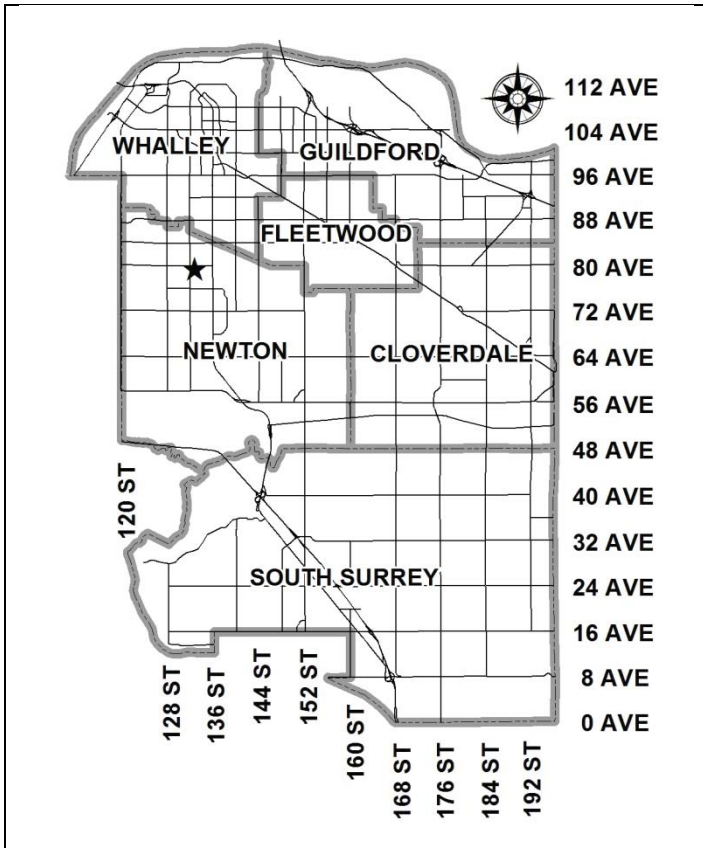 112 AVE
104 AVE
WHALLEY
GUILDFORD
96 AVE
88 AVE
FLEETWOOD
80 AVE
72 AVE
NEWTON
CLOVERDALE
64 AVE
56 AVE
48 AVE
120 ST
40 AVE
32 AVE
SOUTH SURREY
24 AVE
16 AVE
8 AVE
0 AVE
128 ST
136 ST
144 ST
152 ST
160 ST
168 ST
176 ST
184 ST
192 ST